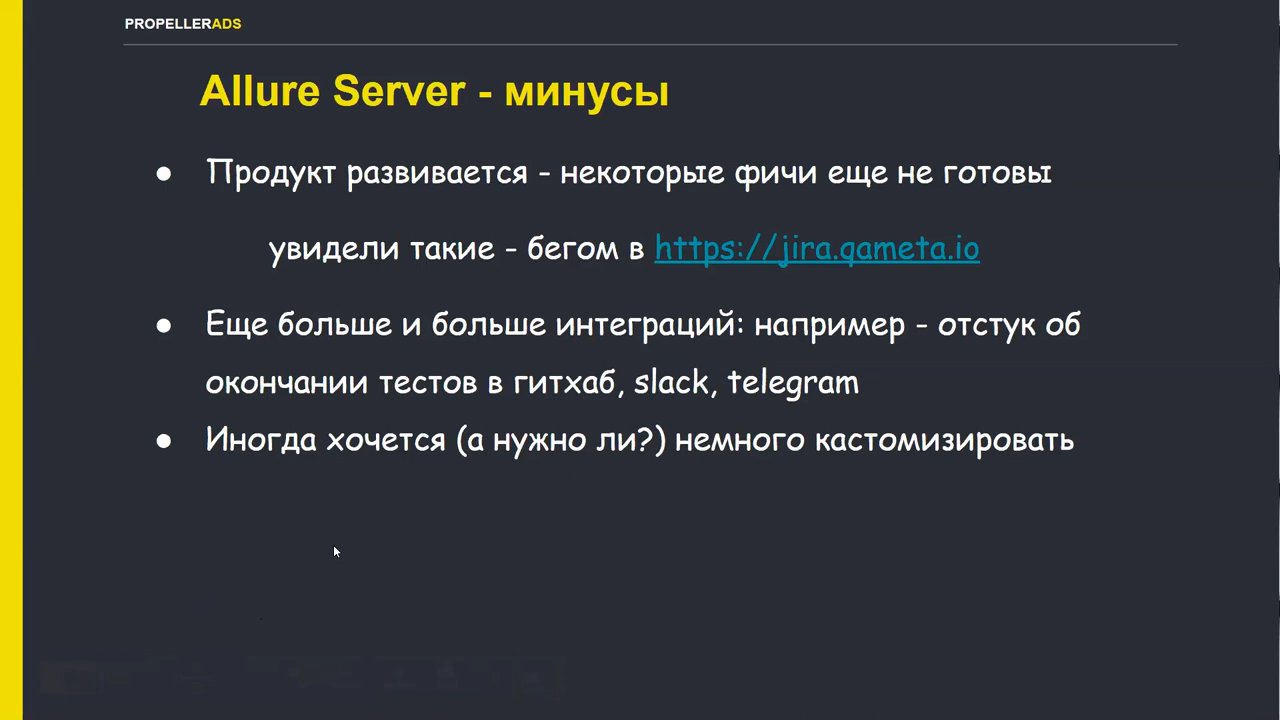 PROPELLERADS
Allure Server - минусы
● Продукт развивается - некоторые фичи еще не готовы
увидели такие - бегом в https://jira.qameta.io
● Еще больше и больше интеграций: например - отстук об
окончании тестов в гитхаб, slack, telegram
● Иногда хочется (а нужно ли?) немного кастомизировать